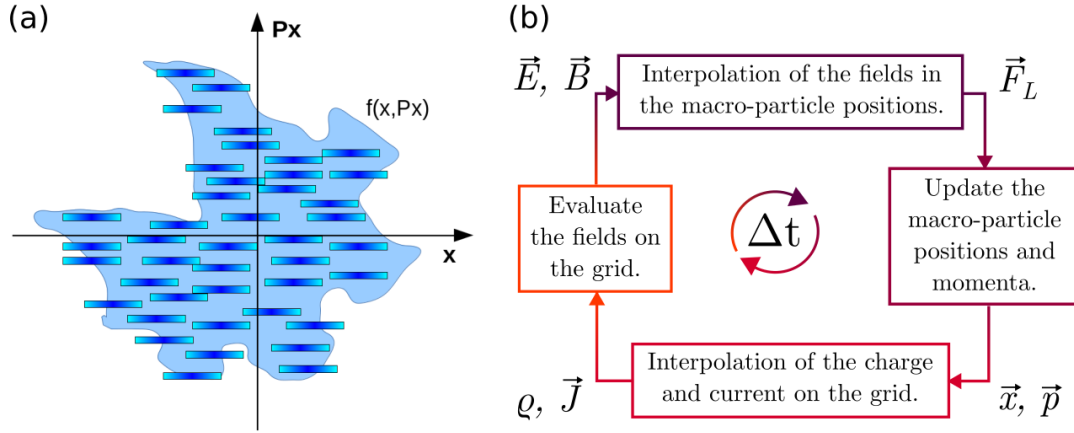 (a)
Px
f(x,Px)
x
(b)
E⃗, B⃗
Interpolation of the fields in
the macro-particle positions.
F⃗_L
Evaluate
the fields on
the grid.
Δt
Update the
macro-particle
positions and
momenta.
Interpolation of the charge
and current on the grid.
ϱ, J⃗
x⃗, p⃗